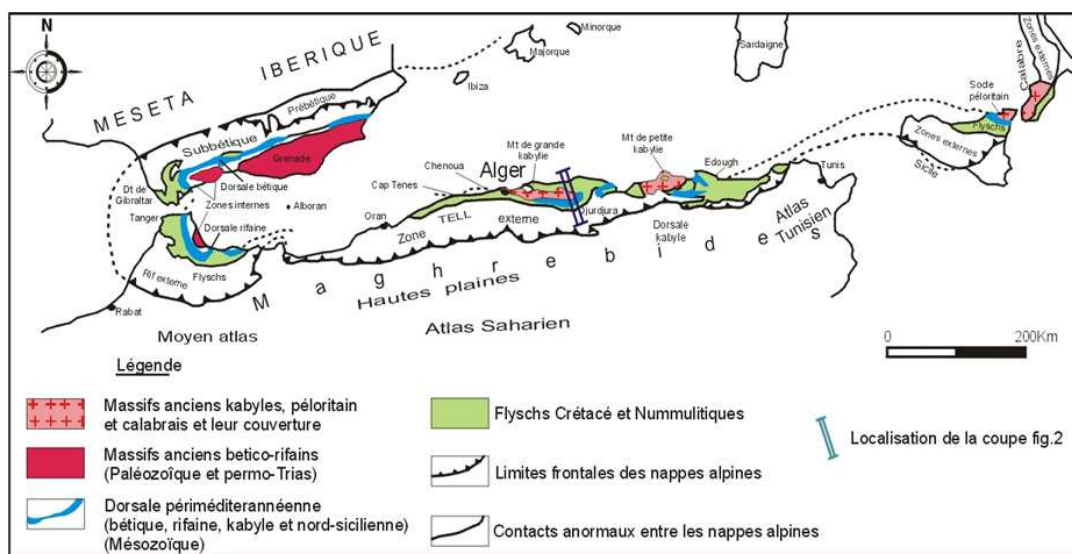 N
MESETA IBERIQUE
Minorque
Majorque
Ibiza
Sardaigne
Zones externes
Calabre
Zones externes
Socle
péloritain
Flyschs
Zones externes
Sicile
Prébétique
Subbétique
Grenade
Dorsale bétique
Dt de
Gibraltar
Zones internes
Tanger
Alboran
Dorsale rifaine
Flyschs
Rif externe
Rabat
Mt de grande
kabylie
Chenoua
Alger
Cap Tenes
Oran
TELL
externe
Zone
Djurdjura
Mt de petite
kabylie
Edough
Tunis
Dorsale
kabyle
Atlas
Tunisien
M a g h r e b i d e s
Hautes plaines
Moyen atlas
Atlas Saharien
0 200Km
Légende
Massifs anciens kabyles, péloritain
et calabrais et leur couverture
Massifs anciens betico-rifains
(Paléozoîque et permo-Trias)
Dorsale périméditerannéenne
(bétique, rifaine, kabyle et nord-sicilienne)
(Mésozoïque)
Flyschs Crétacé et Nummulitiques
Limites frontales des nappes alpines
Contacts anormaux entre les nappes alpines
Localisation de la coupe fig.2